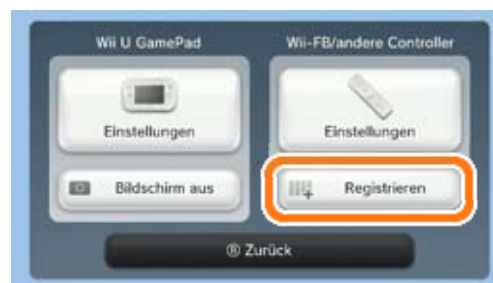 Wii U GamePad
Wii-FB/andere Controller
Einstellungen
Einstellungen
Bildschirm aus
Registrieren
Ⓑ Zurück